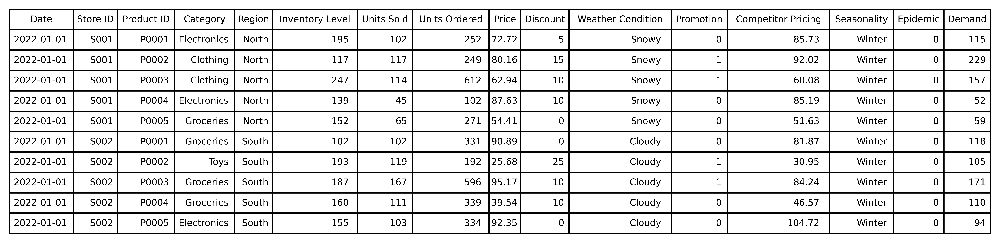 Date Store ID Product ID Category Region Inventory Level Units Sold Units Ordered Price Discount Weather Condition Promotion Competitor Pricing Seasonality Epidemic Demand
2022-01-01 S001 P0001 Electronics North 195 102 252 72.72 5 Snowy 0 85.73 Winter 0 115
2022-01-01 S001 P0002 Clothing North 117 117 249 80.16 15 Snowy 1 92.02 Winter 0 229
2022-01-01 S001 P0003 Clothing North 247 114 612 62.94 10 Snowy 1 60.08 Winter 0 157
2022-01-01 S001 P0004 Electronics North 139 45 102 87.63 10 Snowy 0 85.19 Winter 0 52
2022-01-01 S001 P0005 Groceries North 152 65 271 54.41 0 Snowy 0 51.63 Winter 0 59
2022-01-01 S002 P0001 Groceries South 102 102 331 90.89 0 Cloudy 0 81.87 Winter 0 118
2022-01-01 S002 P0002 Toys South 193 119 192 25.68 25 Cloudy 1 30.95 Winter 0 105
2022-01-01 S002 P0003 Groceries South 187 167 596 95.17 10 Cloudy 1 84.24 Winter 0 171
2022-01-01 S002 P0004 Groceries South 160 111 339 39.54 10 Cloudy 0 46.57 Winter 0 110
2022-01-01 S002 P0005 Electronics South 155 103 334 92.35 0 Cloudy 0 104.72 Winter 0 94